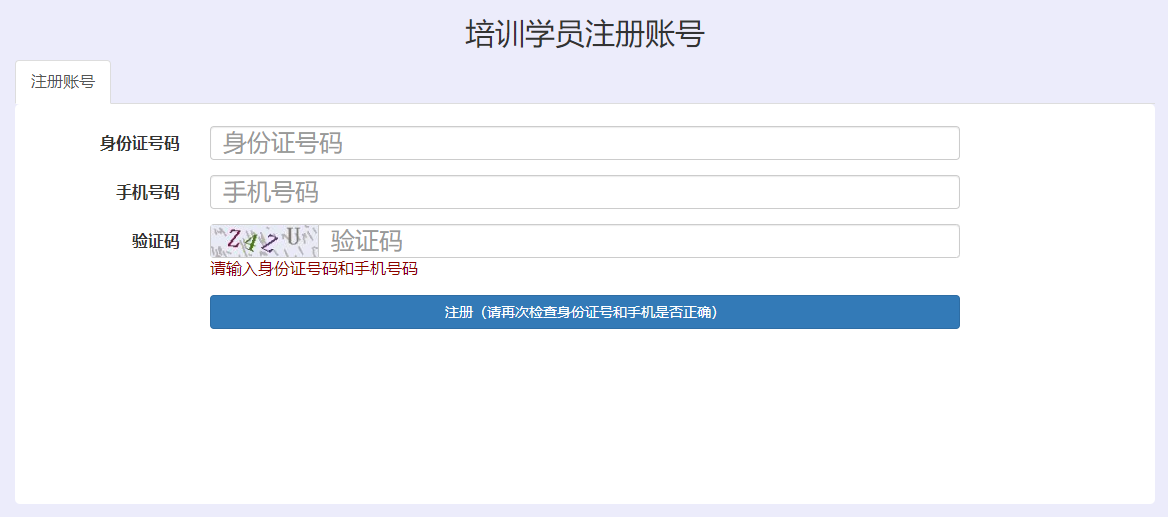 培训学员注册账号
注册账号
身份证号码 身份证号码
手机号码 手机号码
验证码 Z4ZU 验证码
请输入身份证号码和手机号码
注册（请再次检查身份证号和手机是否正确）